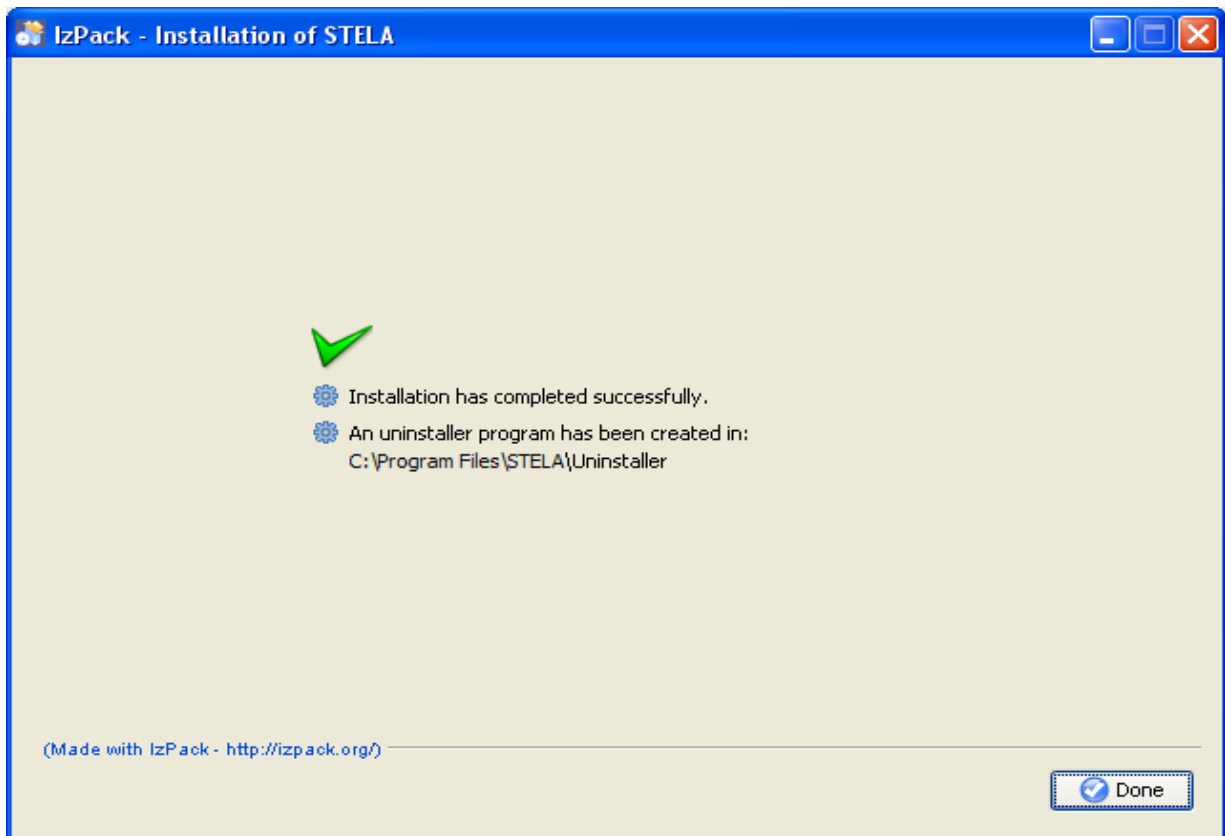 IzPack - Installation of STELA
Installation has completed successfully.
An uninstaller program has been created in:
C:\Program Files\STELA\Uninstaller
(Made with IzPack - http://izpack.org/)
Done